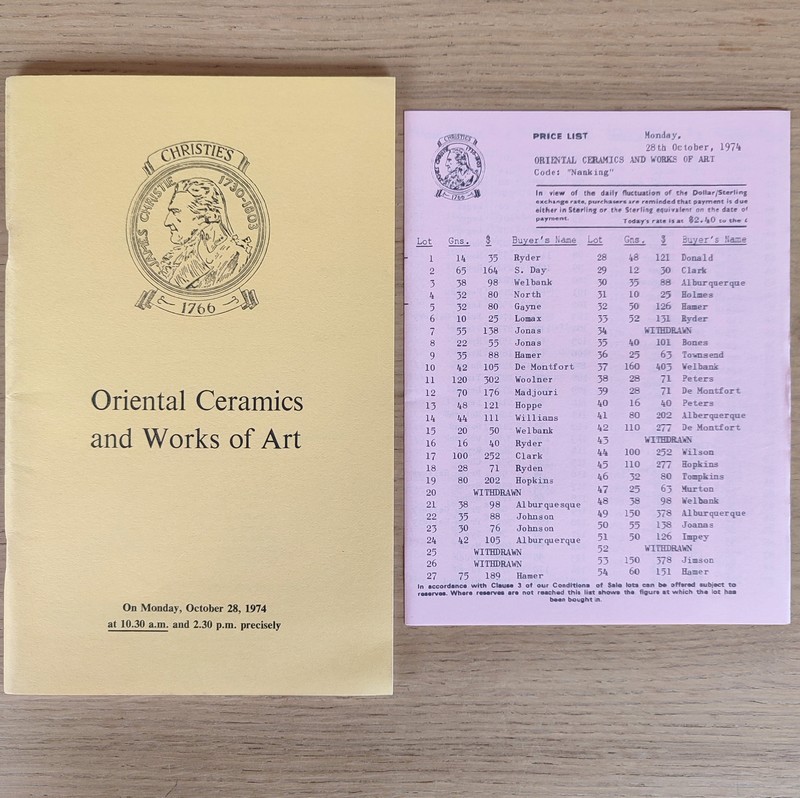 CHRISTIE'S
JAMES CHRISTIE 1730-1803
1766
Oriental Ceramics
and Works of Art
On Monday, October 28, 1974
at 10.30 a.m. and 2.30 p.m. precisely
CHRISTIE'S
1766
PRICE LIST Monday,
28th October, 1974
ORIENTAL CERAMICS AND WORKS OF ART
Code: "Nanking"
In view of the daily fluctuation of the Dollar/Sterling
exchange rate, purchasers are reminded that payment is due
either in Sterling or the Sterling equivalent on the date of
payment. Today's rate is at $2.40 to the £
Lot Gns. $ Buyer's Name Lot Gns. $ Buyer's Name
1 14 35 Ryder 28 48 121 Donald
2 65 164 S. Day 29 12 30 Clark
3 38 98 Welbank 30 35 88 Alburquerque
4 32 80 North 31 10 25 Holmes
5 32 80 Gayne 32 50 126 Hamer
6 10 25 Lomax 33 52 131 Ryder
7 55 138 Jonas 34 WITHDRAWN
8 22 55 Jonas 35 40 101 Bones
9 35 88 Hamer 36 25 63 Townsend
10 42 105 De Montfort 37 160 403 Welbank
11 120 302 Woolner 38 28 71 Peters
12 70 176 Madjouri 39 28 71 De Montfort
13 48 121 Hoppe 40 16 40 Peters
14 44 111 Williams 41 80 202 Alberquerque
15 20 50 Welbank 42 110 277 De Montfort
16 16 40 Ryder 43 WITHDRAWN
17 100 252 Clark 44 100 252 Wilson
18 28 71 Ryden 45 110 277 Hopkins
19 80 202 Hopkins 46 32 80 Tompkins
20 WITHDRAWN 47 25 63 Murton
21 38 98 Alburquesque 48 38 98 Welbank
22 35 88 Johnson 49 150 378 Alburquerque
23 30 76 Johnson 50 55 138 Joanas
24 42 105 Alburquerque 51 50 126 Impey
25 WITHDRAWN 52 WITHDRAWN
26 WITHDRAWN 53 150 378 Jimson
27 75 189 Hamer 54 60 151 Hamer
In accordance with Clause 3 of our Conditions of Sale lots can be offered subject to
reserves. Where reserves are not reached this list shows the figure at which the lot has
been bought in.